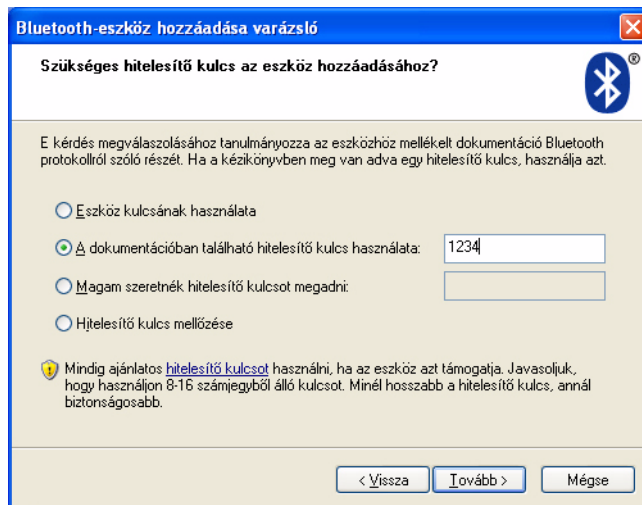 Bluetooth-eszköz hozzáadása varázsló
Szükséges hitelesítő kulcs az eszköz hozzáadásához?
®
E kérdés megválaszolásához tanulmányozza az eszközhöz mellékelt dokumentáció Bluetooth
protokollról szóló részét. Ha a kézikönyvben meg van adva egy hitelesítő kulcs, használja azt.
Eszköz kulcsának használata
A dokumentációban található hitelesítő kulcs használata: 1234
Magam szeretnék hitelesítő kulcsot megadni:
Hitelesítő kulcs mellőzése
Mindig ajánlatos hitelesítő kulcsot használni, ha az eszköz azt támogatja. Javasoljuk,
hogy használjon 8-16 számjegyből álló kulcsot. Minél hosszabb a hitelesítő kulcs, annál
biztonságosabb.
< Vissza Tovább > Mégse